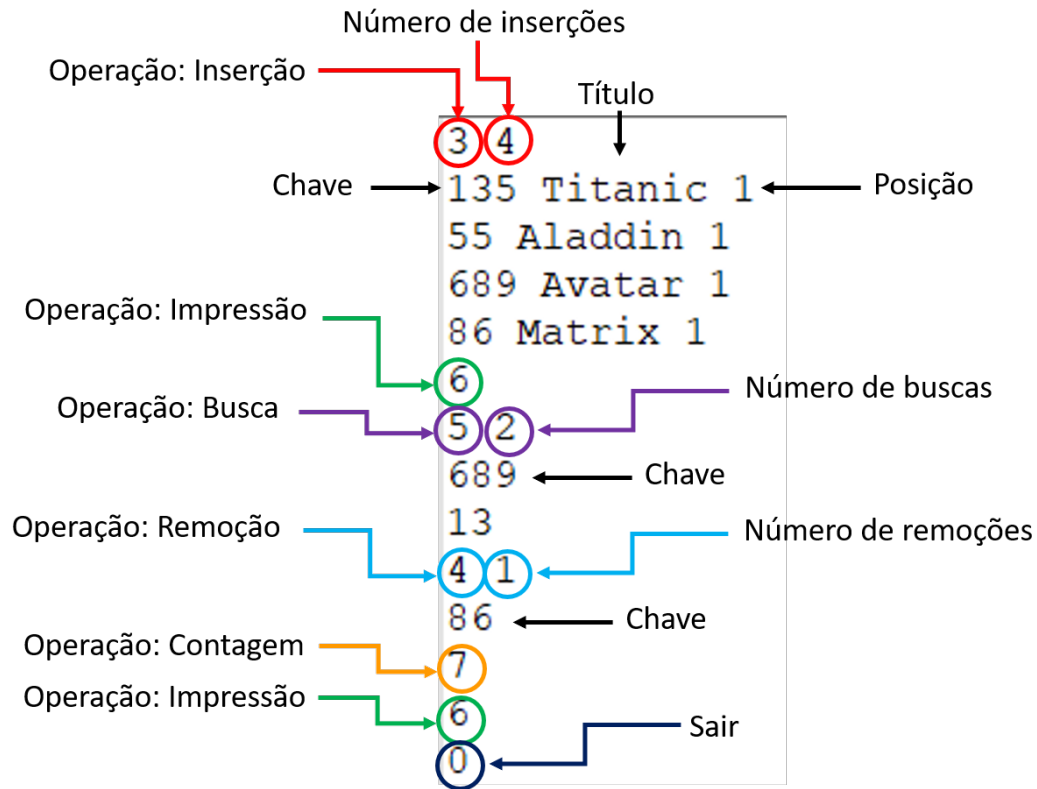 Número de inserções
Operação: Inserção
Título
3 4
Chave 135 Titanic 1 Posição
55 Aladdin 1
689 Avatar 1
Operação: Impressão
86 Matrix 1
6
Número de buscas
Operação: Busca
5 2
689 Chave
13
Operação: Remoção
Número de remoções
4 1
86 Chave
Operação: Contagem
7
Operação: Impressão
6
Sair
0